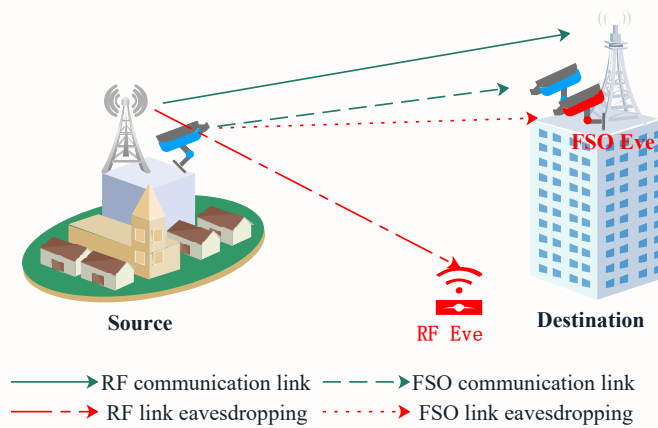 FSO Eve
Source
RF Eve
Destination
RF communication link
FSO communication link
RF link eavesdropping
FSO link eavesdropping